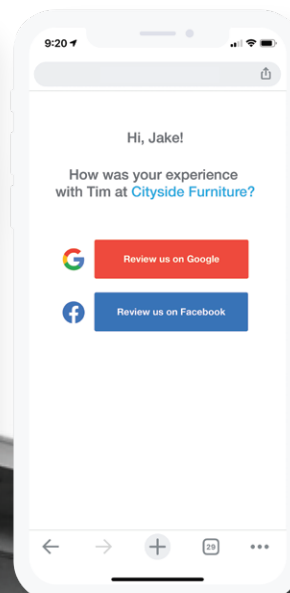 9:20
Hi, Jake!
How was your experience
with Tim at Cityside Furniture?
Review us on Google
Review us on Facebook
29